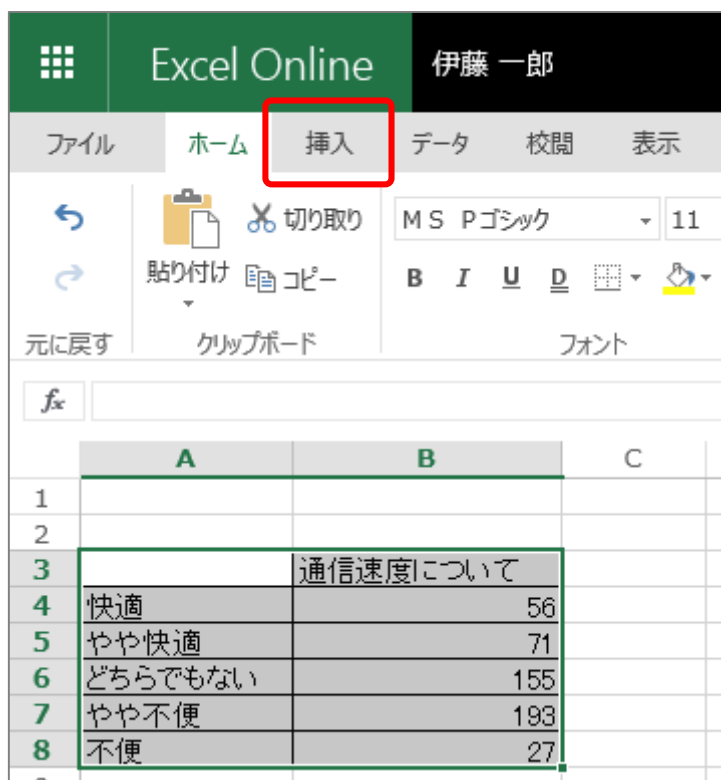 Excel Online 伊藤 一郎
ファイル ホーム 挿入 データ 校閲 表示
切り取り ＭＳ Ｐゴシック 11
貼り付け コピー B I U D
元に戻す クリップボード フォント
fx
A B C
1
2
3 通信速度について
4 快適 56
5 やや快適 71
6 どちらでもない 155
7 やや不便 193
8 不便 27